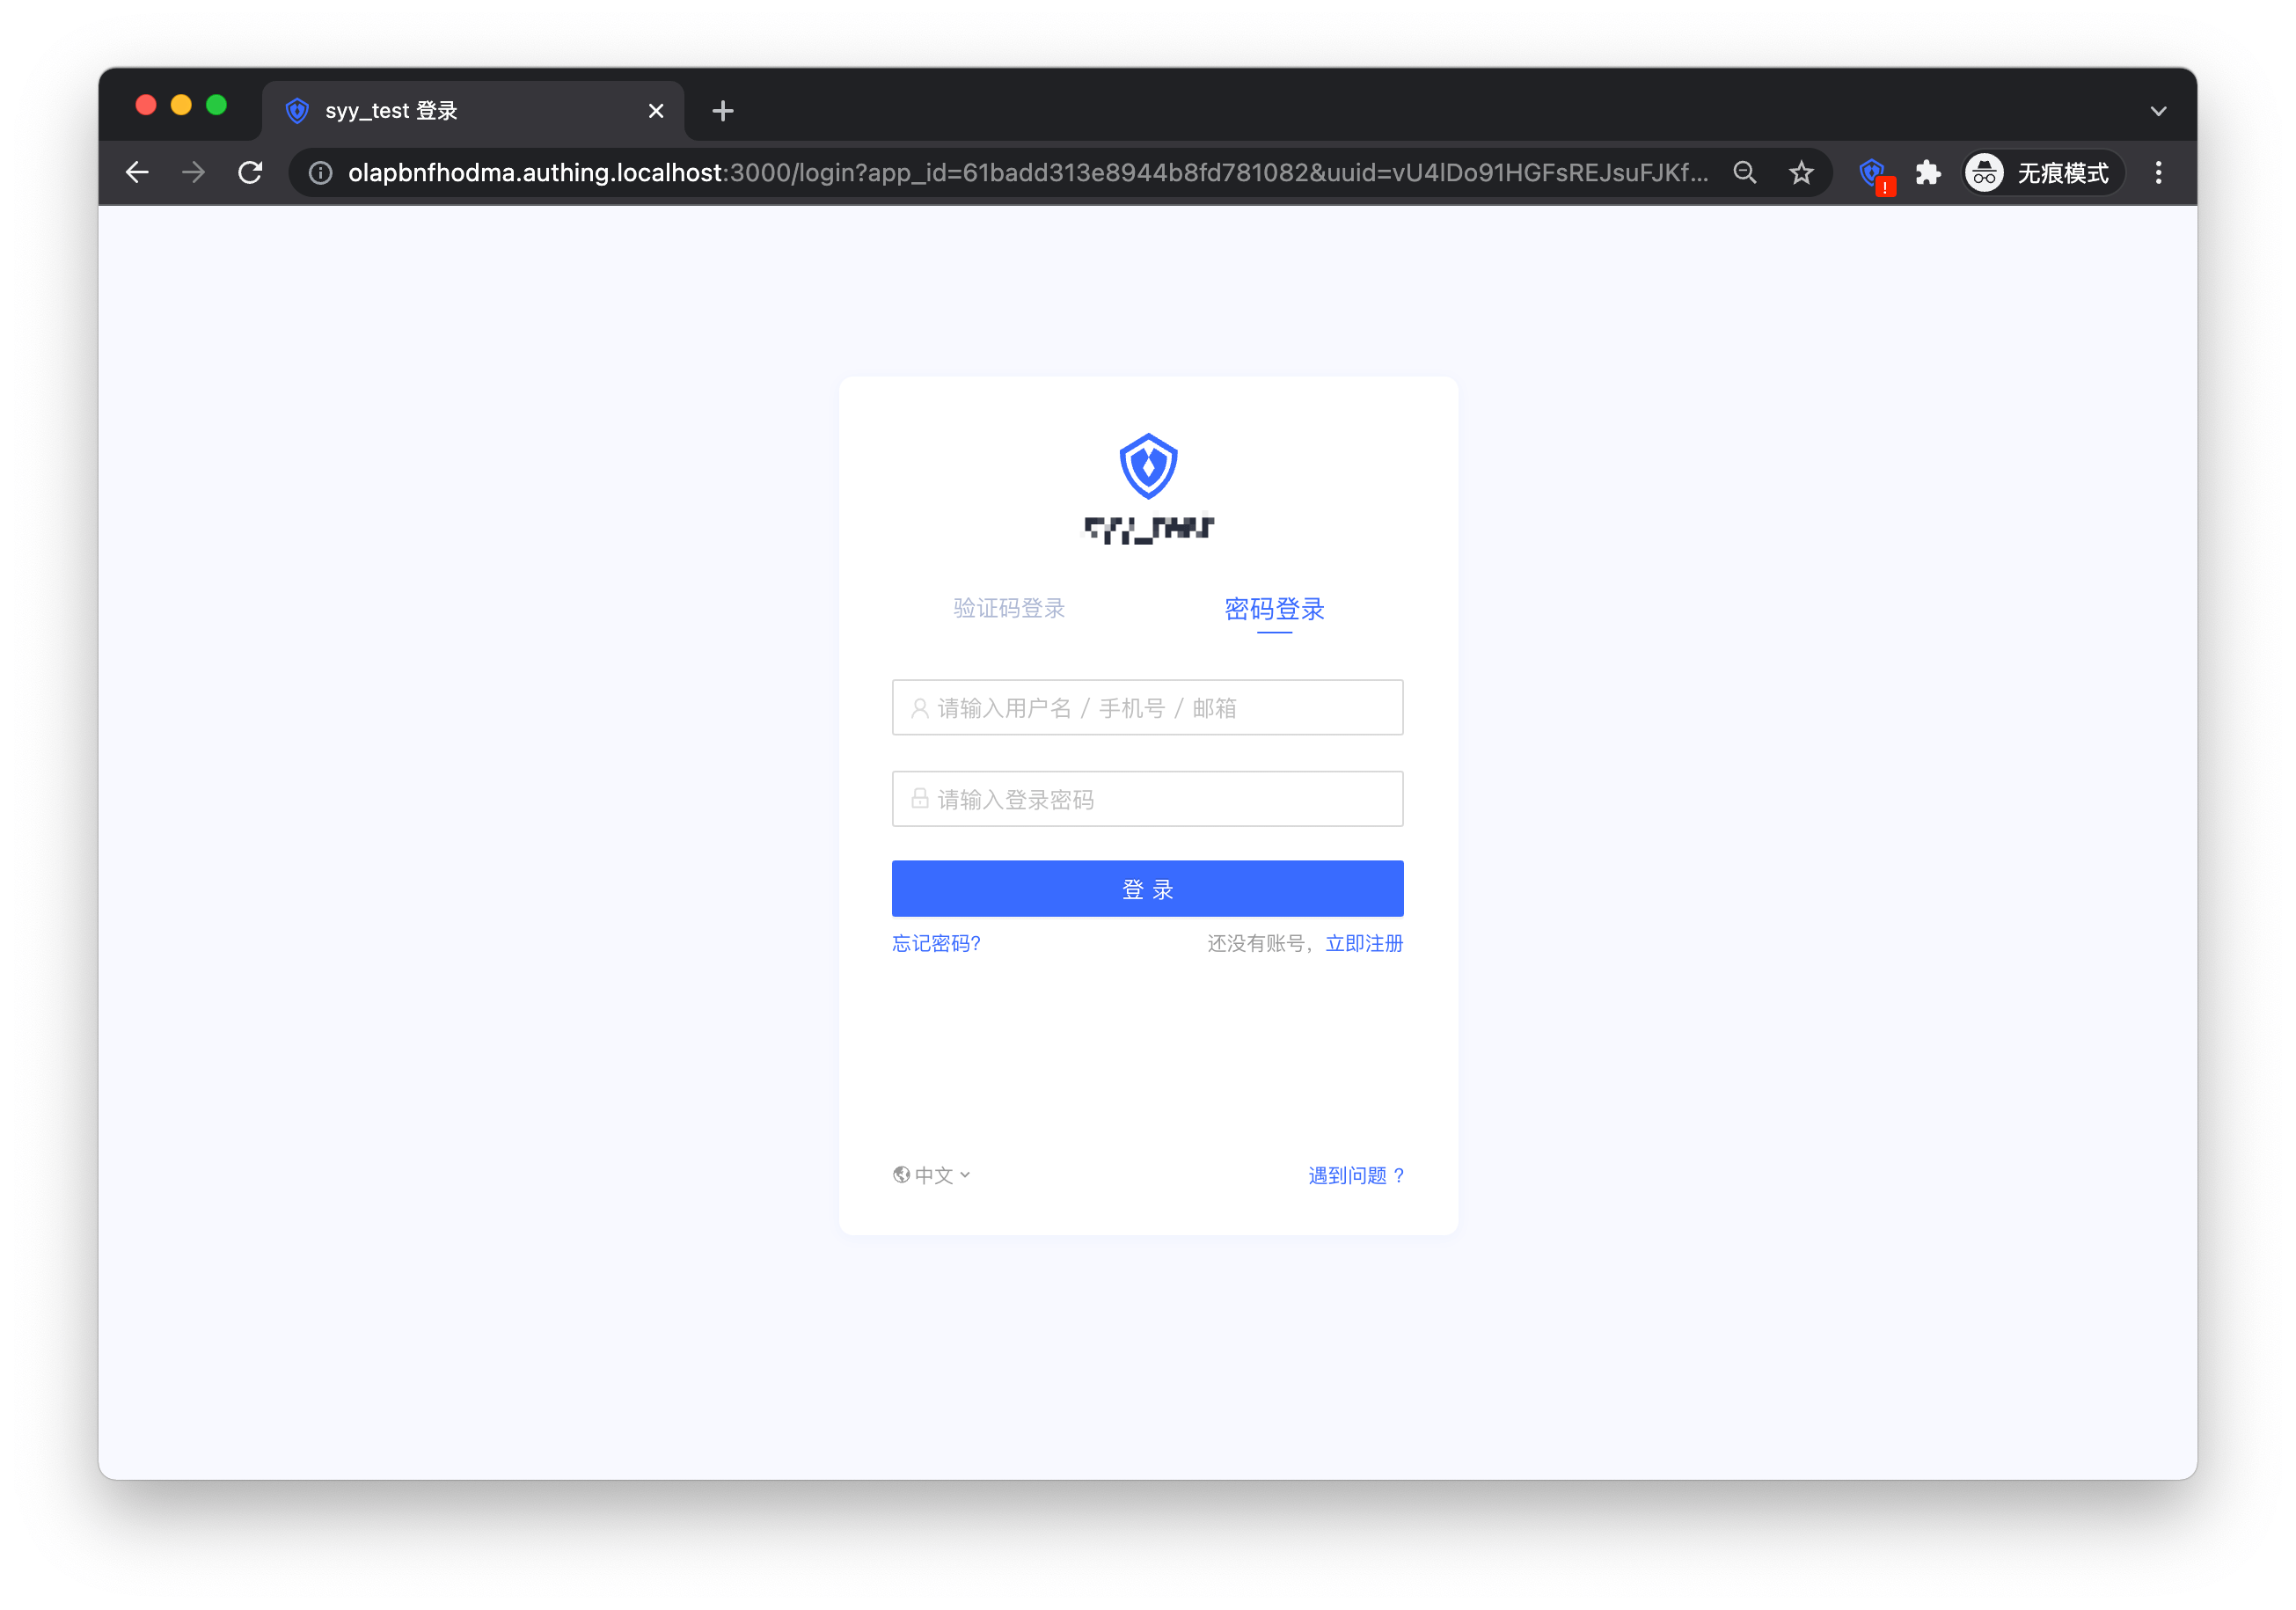 syy_test 登录
olapbnfhodma.authing.localhost:3000/login?app_id=61badd313e8944b8fd781082&uuid=vU4lDo91HGFsREJsuFJKf...
无痕模式
验证码登录 密码登录
请输入用户名 / 手机号 / 邮箱
请输入登录密码
登 录
忘记密码? 还没有账号，立即注册
中文 遇到问题 ?